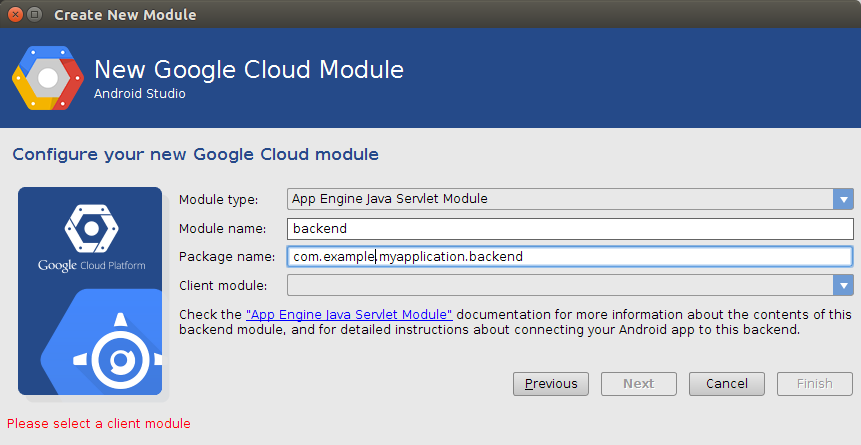 Create New Module
New Google Cloud Module
Android Studio
Configure your new Google Cloud module
Google Cloud Platform
Module type: App Engine Java Servlet Module
Module name: backend
Package name: com.example.myapplication.backend
Client module:
Check the "App Engine Java Servlet Module" documentation for more information about the contents of this
backend module, and for detailed instructions about connecting your Android app to this backend.
Previous Next Cancel Finish
Please select a client module